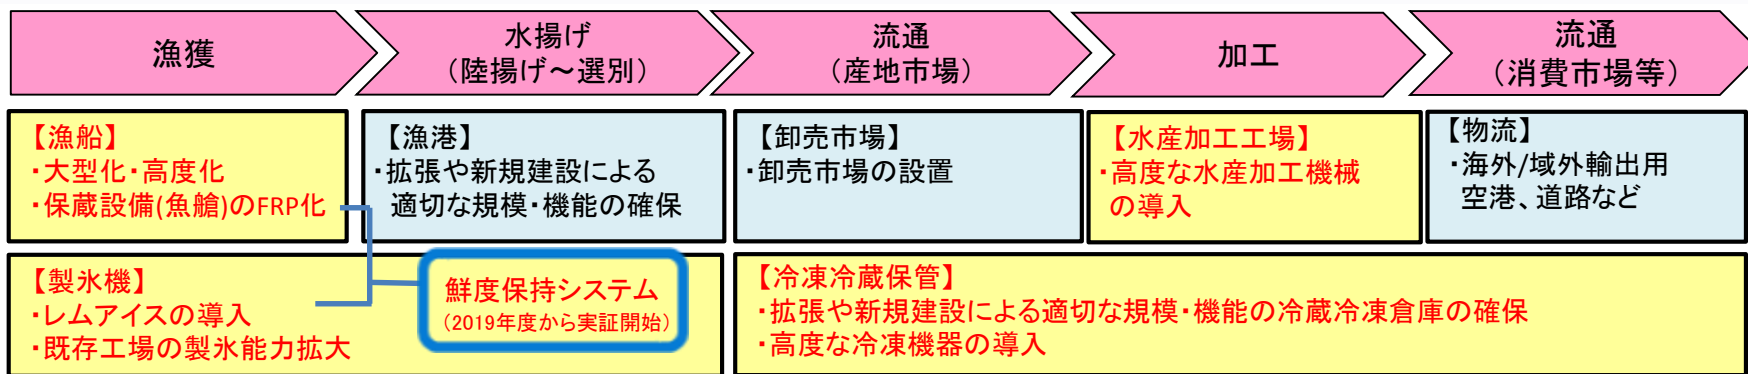 漁獲
水揚げ
（陸揚げ～選別）
流通
（産地市場）
加工
流通
（消費市場等）
【漁船】
・大型化・高度化
・保蔵設備(魚艙)のFRP化
【漁港】
・拡張や新規建設による
適切な規模・機能の確保
【卸売市場】
・卸売市場の設置
【水産加工工場】
・高度な水産加工機械
の導入
【物流】
・海外/域外輸出用
空港、道路など
【製氷機】
・レムアイスの導入
・既存工場の製氷能力拡大
鮮度保持システム
（2019年度から実証開始）
【冷凍冷蔵保管】
・拡張や新規建設による適切な規模・機能の冷蔵冷凍倉庫の確保
・高度な冷凍機器の導入